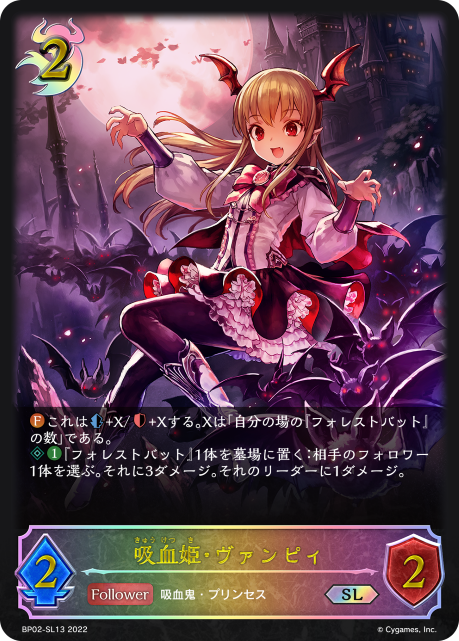 2
Fこれは+X/+Xする。Xは「自分の場の『フォレストバット』
の数」である。
1『フォレストバット』1体を墓場に置く：相手のフォロワー
1体を選ぶ。それに3ダメージ。それのリーダーに1ダメージ。
きゅうけつき
吸血姫・ヴァンピィ
2
Follower 吸血鬼・プリンセス SL
2
BP02-SL13 2022 © Cygames, Inc.